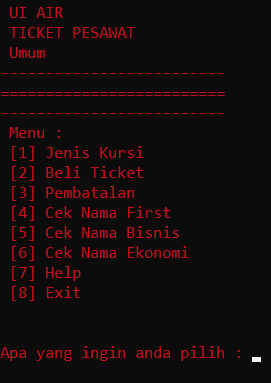 UI AIR
TICKET PESAWAT
Umum
-------------------------
=========================
-------------------------
Menu :
[1] Jenis Kursi
[2] Beli Ticket
[3] Pembatalan
[4] Cek Nama First
[5] Cek Nama Bisnis
[6] Cek Nama Ekonomi
[7] Help
[8] Exit
Apa yang ingin anda pilih :